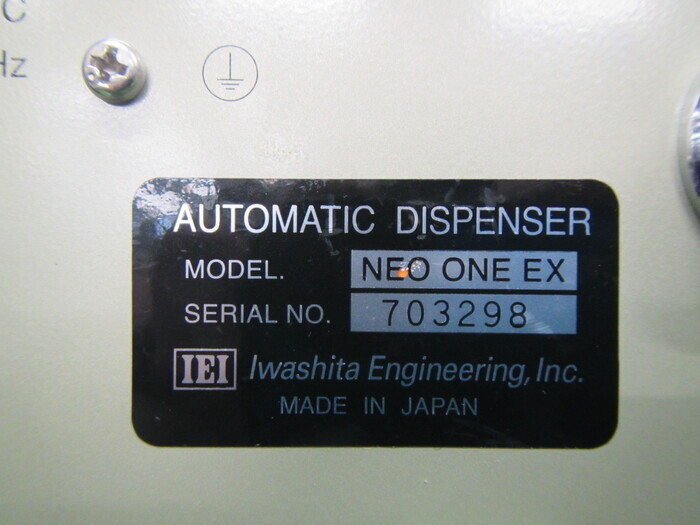 C
Hz
AUTOMATIC DISPENSER
MODEL. NEO ONE EX
SERIAL NO. 703298
IEI Iwashita Engineering, Inc.
MADE IN JAPAN